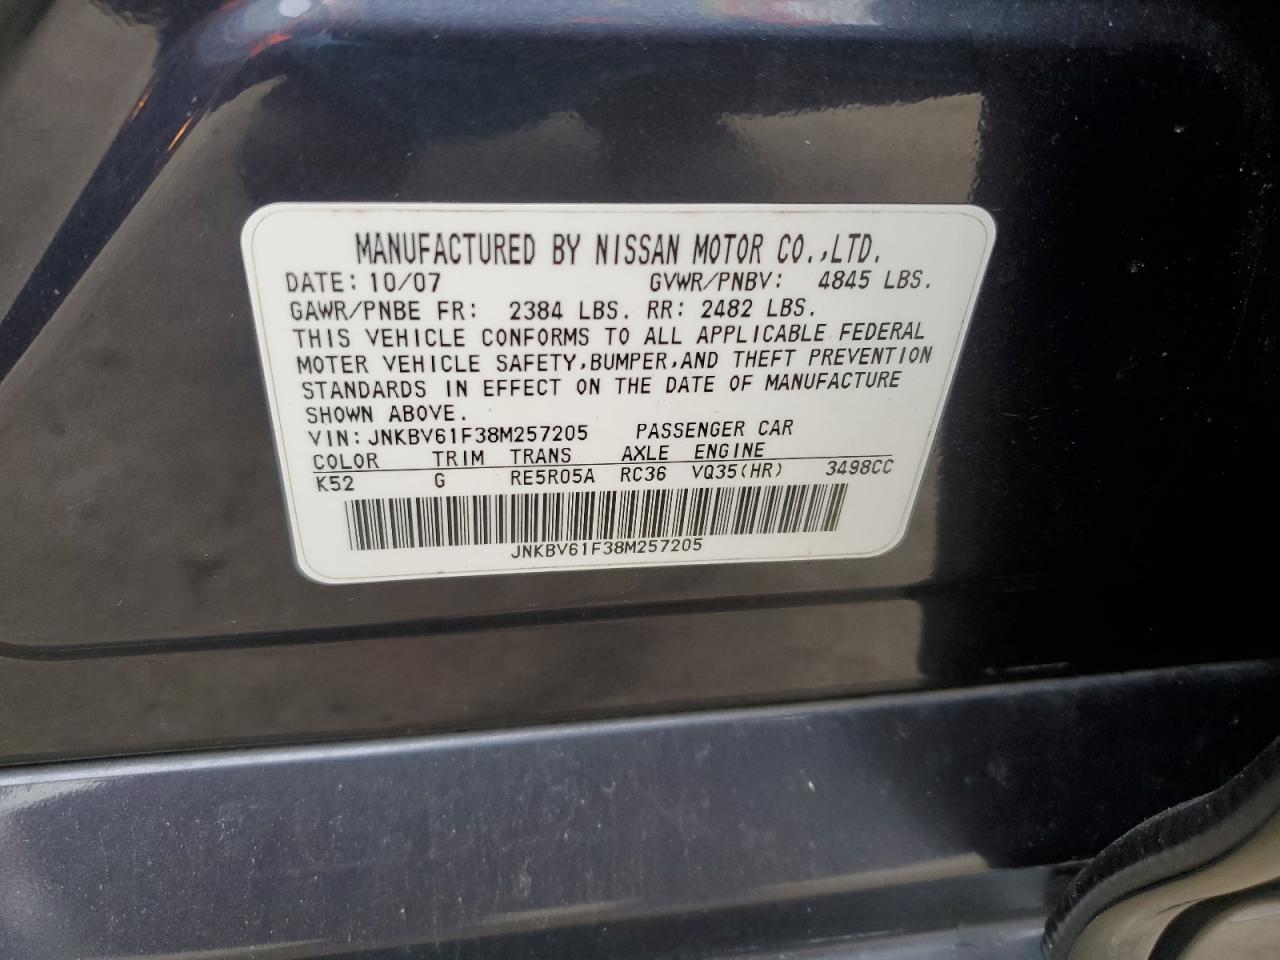 MANUFACTURED BY NISSAN MOTOR CO.,LTD.
DATE: 10/07 GVWR/PNBV: 4845 LBS.
GAWR/PNBE FR: 2384 LBS. RR: 2482 LBS.
THIS VEHICLE CONFORMS TO ALL APPLICABLE FEDERAL
MOTER VEHICLE SAFETY,BUMPER,AND THEFT PREVENTION
STANDARDS IN EFFECT ON THE DATE OF MANUFACTURE
SHOWN ABOVE.
VIN: JNKBV61F38M257205 PASSENGER CAR
COLOR TRIM TRANS AXLE ENGINE
K52 G RE5R05A RC36 VQ35(HR) 3498CC
JNKBV61F38M257205